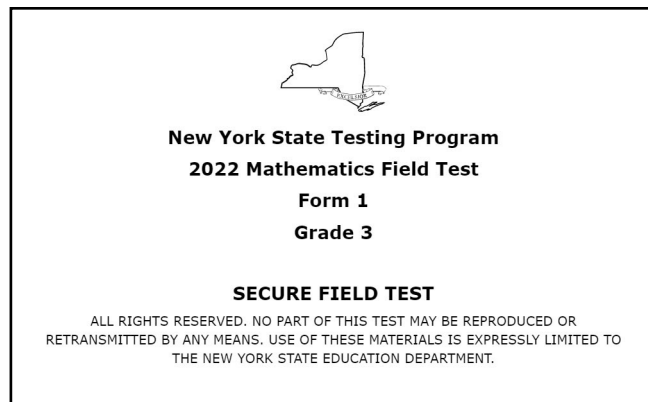 EXCELSIOR
New York State Testing Program
2022 Mathematics Field Test
Form 1
Grade 3
SECURE FIELD TEST
ALL RIGHTS RESERVED. NO PART OF THIS TEST MAY BE REPRODUCED OR
RETRANSMITTED BY ANY MEANS. USE OF THESE MATERIALS IS EXPRESSLY LIMITED TO
THE NEW YORK STATE EDUCATION DEPARTMENT.